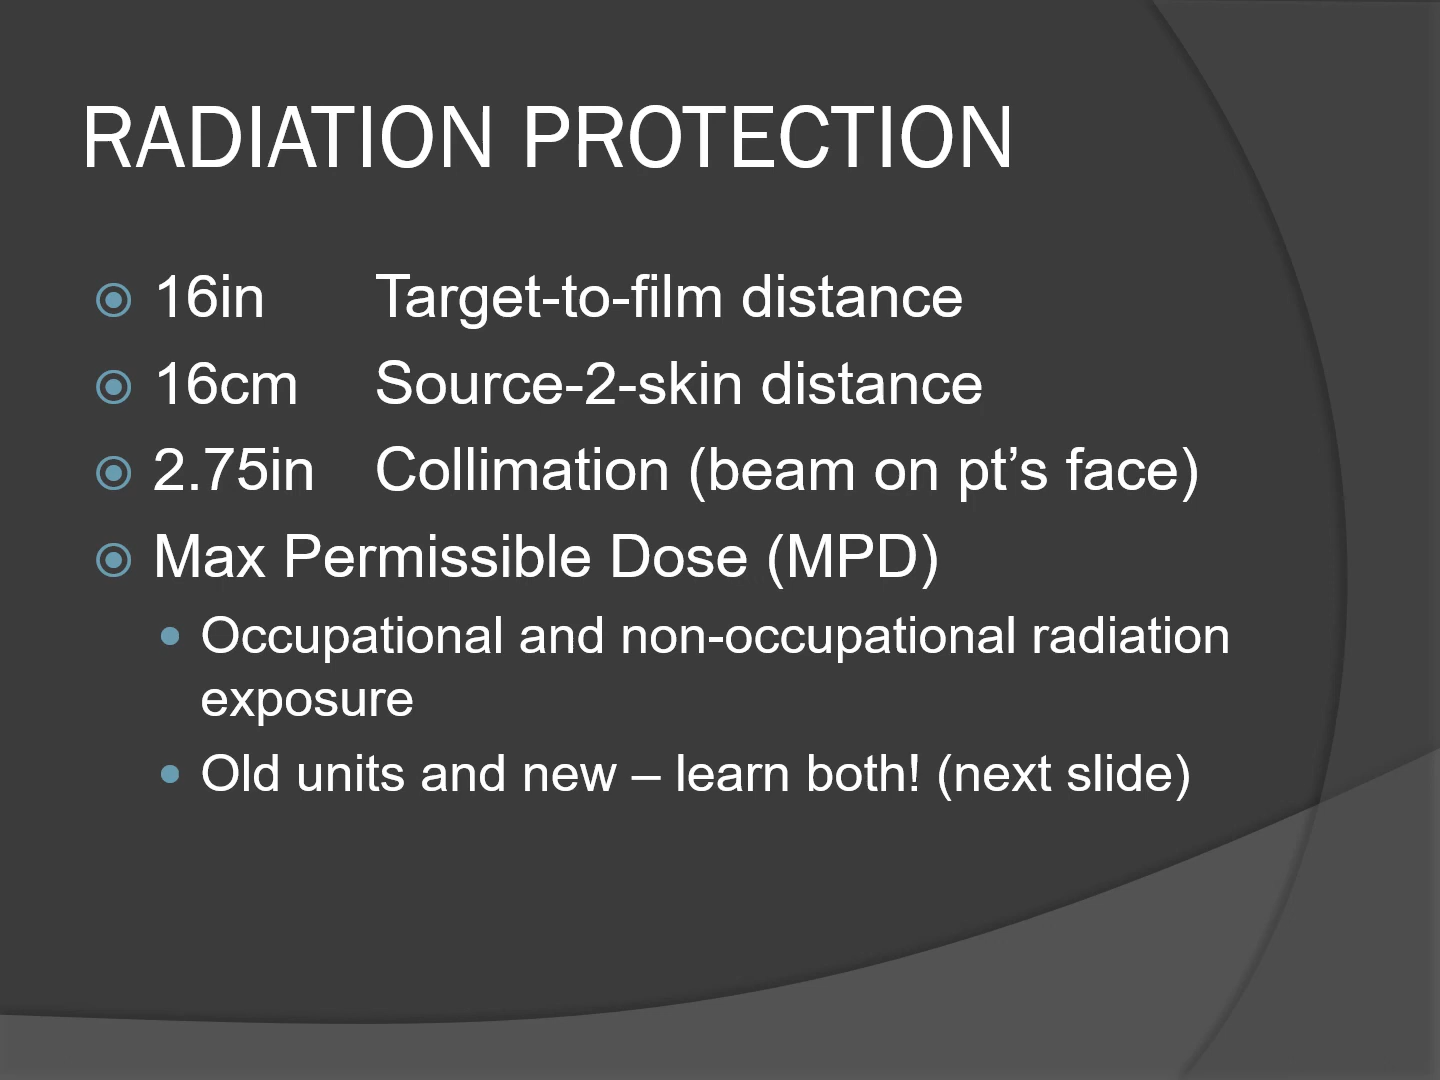 RADIATION PROTECTION
16in Target-to-film distance
16cm Source-2-skin distance
2.75in Collimation (beam on pt’s face)
Max Permissible Dose (MPD)
Occupational and non-occupational radiation
exposure
Old units and new – learn both! (next slide)